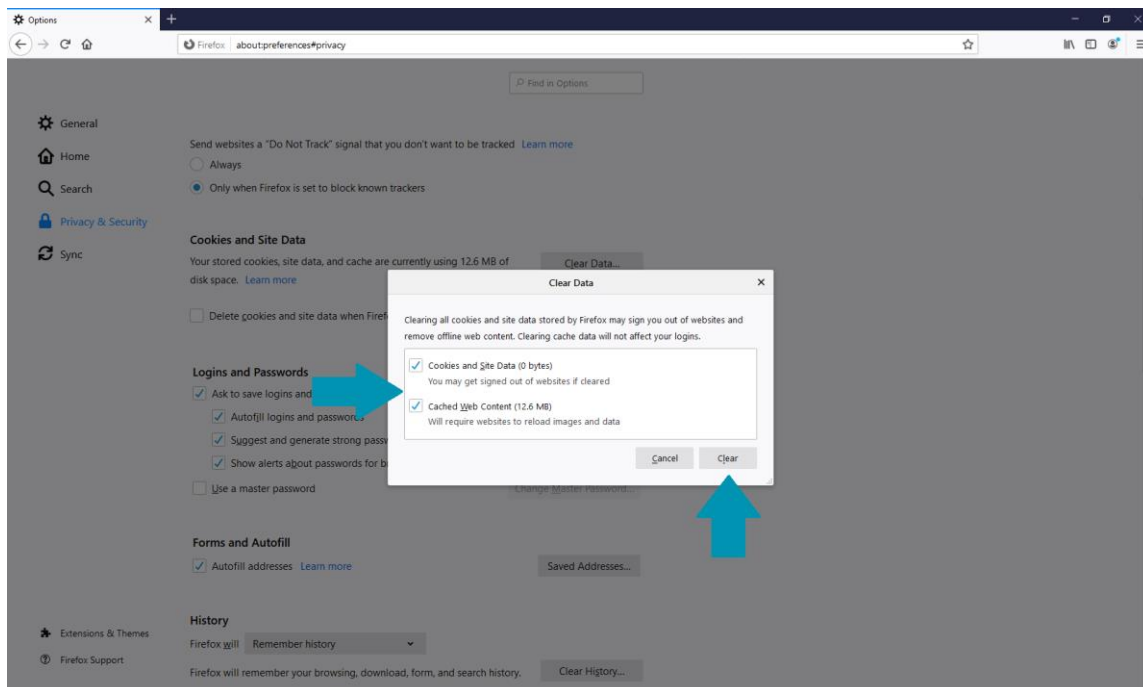 Options
Firefox about:preferences#privacy
Find in Options
General
Home
Search
Privacy & Security
Sync
Extensions & Themes
Firefox Support
Send websites a "Do Not Track" signal that you don't want to be tracked Learn more
Always
Only when Firefox is set to block known trackers
Cookies and Site Data
Your stored cookies, site data, and cache are currently using 12.6 MB of
disk space. Learn more
Clear Data...
Delete cookies and site data when
Logins and Passwords
Ask to save logins and
Autofill logins and passwords
Suggest and generate strong
Show alerts about passwords for
Use a master password
Change Master Password...
Forms and Autofill
Autofill addresses Learn more
Saved Addresses...
History
Firefox will Remember history
Firefox will remember your browsing, download, form, and search history.
Clear History...
Clear Data
Clearing all cookies and site data stored by Firefox may sign you out of websites and
remove offline web content. Clearing cache data will not affect your logins.
Cookies and Site Data (0 bytes)
You may get signed out of websites if cleared
Cached Web Content (12.6 MB)
Will require websites to reload images and data
Cancel
Clear